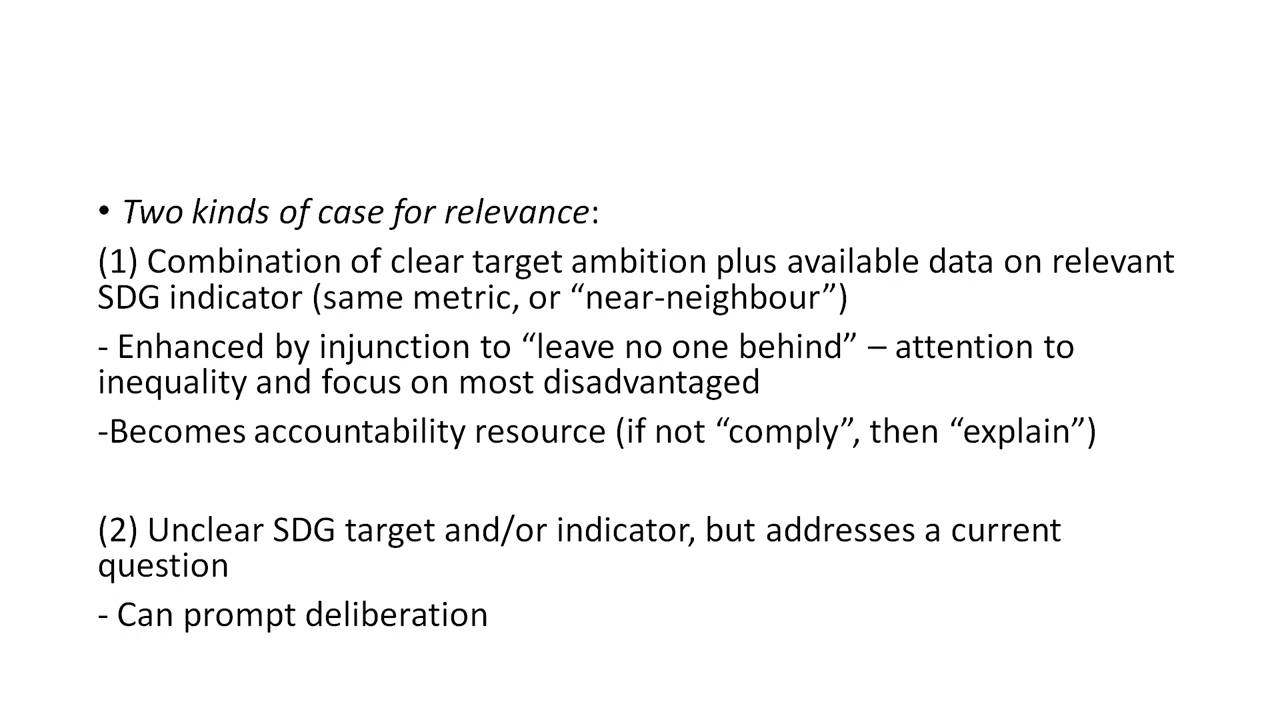 • Two kinds of case for relevance:
(1) Combination of clear target ambition plus available data on relevant
SDG indicator (same metric, or “near-neighbour”)
- Enhanced by injunction to “leave no one behind” – attention to
inequality and focus on most disadvantaged
-Becomes accountability resource (if not “comply”, then “explain”)
(2) Unclear SDG target and/or indicator, but addresses a current
question
- Can prompt deliberation